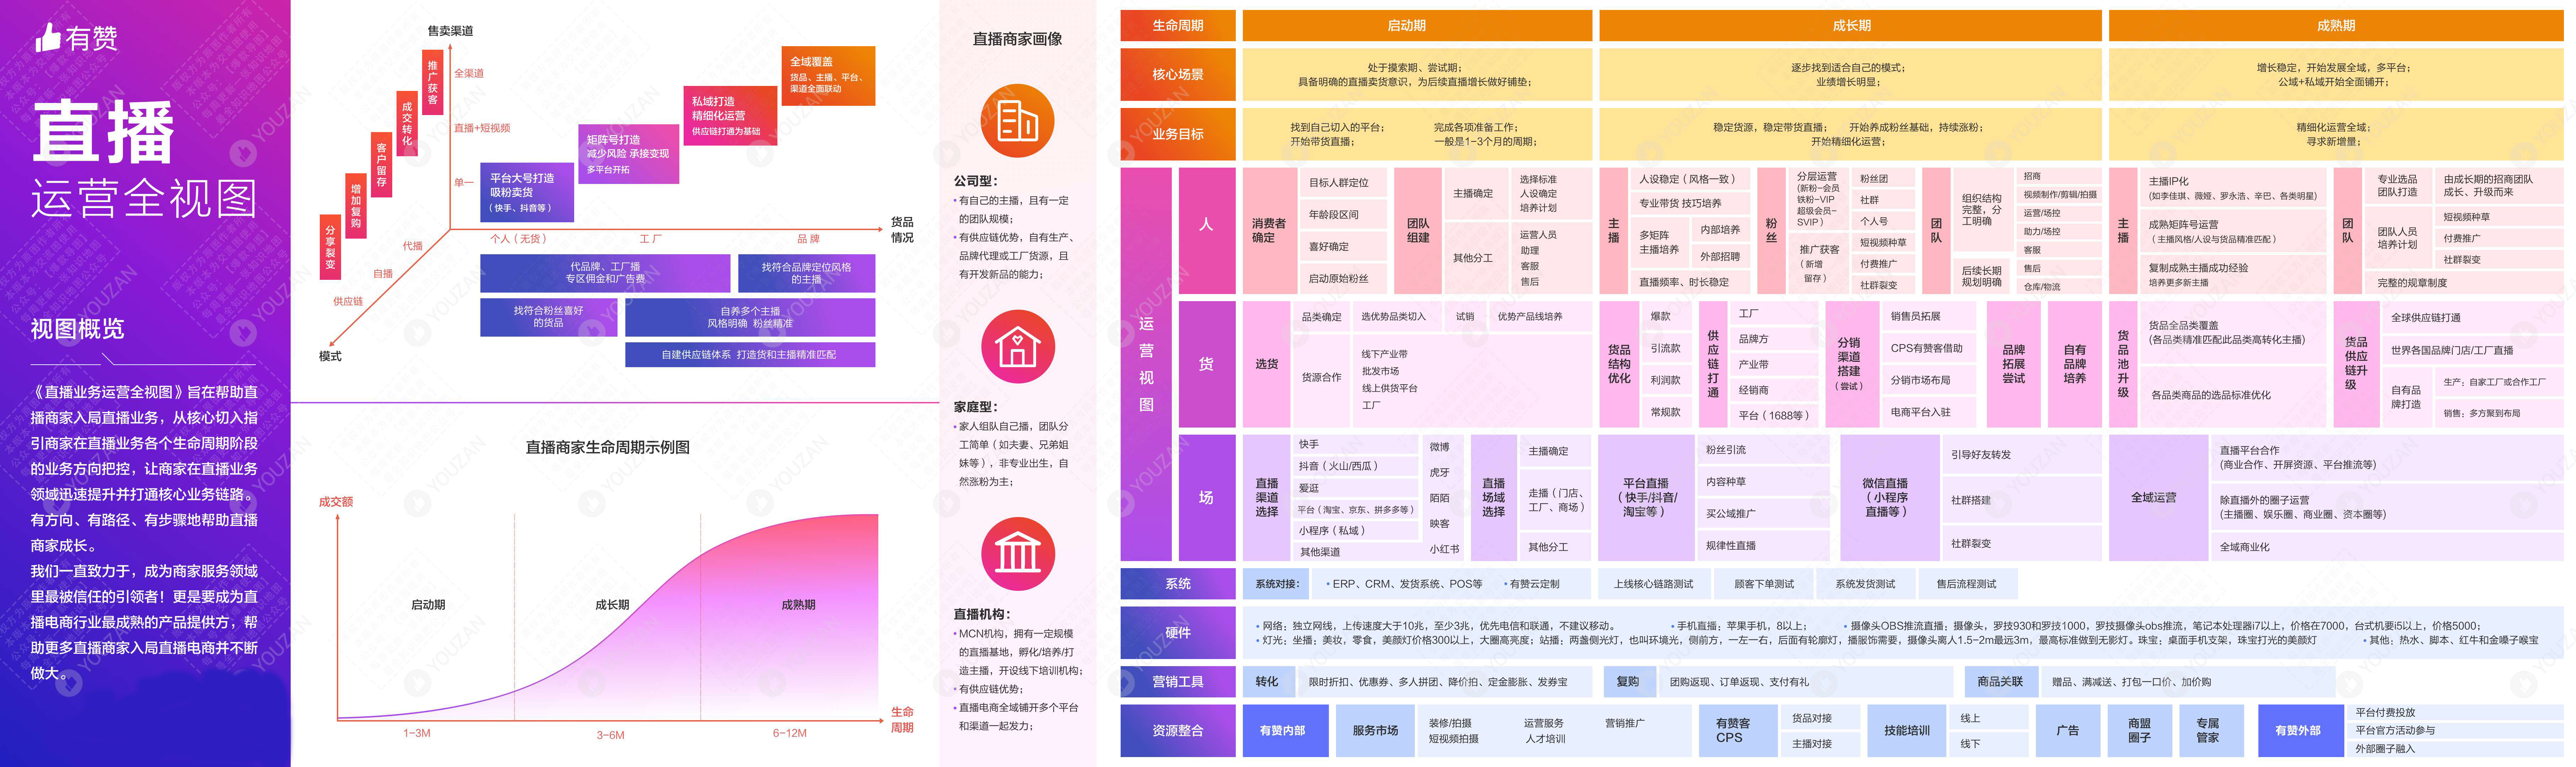 有赞
直播
运营全视图
视图概览
《直播业务运营全视图》旨在帮助直
播商家入局直播业务，从核心切入指
引商家在直播业务各个生命周期阶段
的业务方向把控，让商家在直播业务
领域迅速提升并打通核心业务链路。
有方向、有路径、有步骤地帮助直播
商家成长。
我们一直致力于，成为商家服务领域
里最被信任的引领者！更是要成为直
播电商行业最成熟的产品提供方，帮
助更多直播商家入局直播电商并不断
做大。
售卖渠道
推广获客
成交转化
客户留存
增加复购
分享裂变
全渠道
直播+短视频
单一
全域覆盖
货品、主播、平台、
渠道全面联动
私域打造
精细化运营
供应链打通为基础
矩阵号打造
减少风险 承接变现
多平台开拓
平台大号打造
吸粉卖货
（快手、抖音等）
货品
情况
个人（无货）
工厂
品牌
代播
自播
供应链
模式
代品牌、工厂播
专区佣金和广告费
找符合品牌定位风格
的主播
找符合粉丝喜好
的货品
自养多个主播
风格明确 粉丝精准
自建供应链体系 打造货和主播精准匹配
直播商家生命周期示例图
成交额
启动期
成长期
成熟期
1-3M
3-6M
6-12M
生命
周期
直播商家画像
公司型：
• 有自己的主播，且有一定
的团队规模；
• 有供应链优势，自有生产、
品牌代理或工厂货源，且
有开发新品的能力；
家庭型：
• 家人组队自己播，团队分
工简单（如夫妻、兄弟姐
妹等），非专业出生，自
然涨粉为主；
直播机构：
• MCN机构，拥有一定规模
的直播基地，孵化/培养/打
造主播，开设线下培训机构；
• 有供应链优势；
• 直播电商全域铺开多个平台
和渠道一起发力；
生命周期
启动期
成长期
成熟期
核心场景
处于摸索期、尝试期；
具备明确的直播卖货意识，为后续直播增长做好铺垫；
逐步找到适合自己的模式；
业绩增长明显；
增长稳定，开始发展全域，多平台；
公域+私域开始全面铺开；
业务目标
找到自己切入的平台；
开始带货直播；
完成各项准备工作；
一般是1-3个月的周期；
稳定货源，稳定带货直播；
开始养成粉丝基础，持续涨粉；
开始精细化运营；
精细化运营全域；
寻求新增量；
运营视图
人
消费者
确定
目标人群定位
年龄段区间
喜好确定
启动原始粉丝
团队
组建
主播确定
选择标准
人设确定
培养计划
其他分工
运营人员
助理
客服
售后
主播
人设稳定（风格一致）
专业带货 技巧培养
多矩阵
主播培养
内部培养
外部招聘
直播频率、时长稳定
粉丝
分层运营
（新粉-会员
铁粉-VIP
超级会员-
SVIP）
推广获客
（新增
留存）
粉丝团
社群
个人号
短视频种草
付费推广
社群裂变
团队
组织结构
完整，分
工明确
后续长期
规划明确
招商
视频制作/剪辑/拍摄
运营/场控
助力/场控
客服
售后
仓库/物流
主播
主播IP化
（如李佳琪、薇娅、罗永浩、辛巴、各类明星）
成熟矩阵号运营
（主播风格/人设与货品精准匹配）
复制成熟主播成功经验
培养更多新主播
团队
专业选品
团队打造
由成长期的招商团队
成长、升级而来
团队人员
培养计划
短视频种草
付费推广
社群裂变
完整的规章制度
货
选货
品类确定
选优势品类切入
试销
优势产品线培养
货源合作
线下产业带
批发市场
线上供货平台
工厂
货品
结构
优化
爆款
引流款
利润款
常规款
供应链打通
工厂
品牌方
产业带
经销商
平台（1688等）
分销
渠道
搭建
（尝试）
销售员拓展
CPS有赞客借助
分销市场布局
电商平台入驻
品牌
拓展
尝试
自有
品牌
培养
货品池升级
货品全品类覆盖
（各品类精准匹配此品类高转化主播）
各品类商品的选品标准优化
货品
供应
链升
级
全球供应链打通
世界各国品牌门店/工厂直播
自有品
牌打造
生产：自家工厂或合作工厂
销售：多方聚到布局
场
直播
渠道
选择
快手
抖音（火山/西瓜）
爱逛
平台（淘宝、京东、拼多多等）
小程序（私域）
其他渠道
微博
虎牙
陌陌
映客
小红书
直播
场域
选择
主播确定
走播（门店、
工厂、商场）
其他分工
平台直播
（快手/抖音/
淘宝等）
粉丝引流
内容种草
买公域推广
规律性直播
微信直播
（小程序
直播等）
引导好友转发
社群搭建
社群裂变
全域运营
直播平台合作
（商业合作、开屏资源、平台推流等）
除直播外的圈子运营
（主播圈、娱乐圈、商业圈、资本圈等）
全域商业化
系统
系统对接：
• ERP、CRM、发货系统、POS等
• 有赞云定制
上线核心链路测试
顾客下单测试
系统发货测试
售后流程测试
硬件
• 网络：独立网线，上传速度大于10兆，至少3兆，优先电信和联通，不建议移动。
• 手机直播：苹果手机，8以上；
• 摄像头OBS推流直播：摄像头，罗技930和罗技1000，罗技摄像头obs推流，笔记本处理器i7以上，价格在7000，台式机要i5以上，价格5000；
• 灯光：坐播：美妆，零食，美颜灯价格300以上，大圈高亮度；站播：两盏侧光灯，也叫环境光，侧前方，一左一右，后面有轮廓灯，播服饰需要，摄像头离人1.5-2m最远3m，最高标准做到无影灯。珠宝：桌面手机支架，珠宝打光的美颜灯
• 其他：热水、脚本、红牛和金嗓子喉宝
营销工具
转化
限时折扣、优惠券、多人拼团、降价拍、定金膨胀、发券宝
复购
团购返现、订单返现、支付有礼
商品关联
赠品、满减送、打包一口价、加价购
资源整合
有赞内部
服务市场
装修/拍摄
短视频拍摄
运营服务
人才培训
营销推广
有赞客
CPS
货品对接
主播对接
技能培训
线上
线下
广告
商盟
圈子
专属
管家
有赞外部
平台付费投放
平台官方活动参与
外部圈子融入
YOUZAN